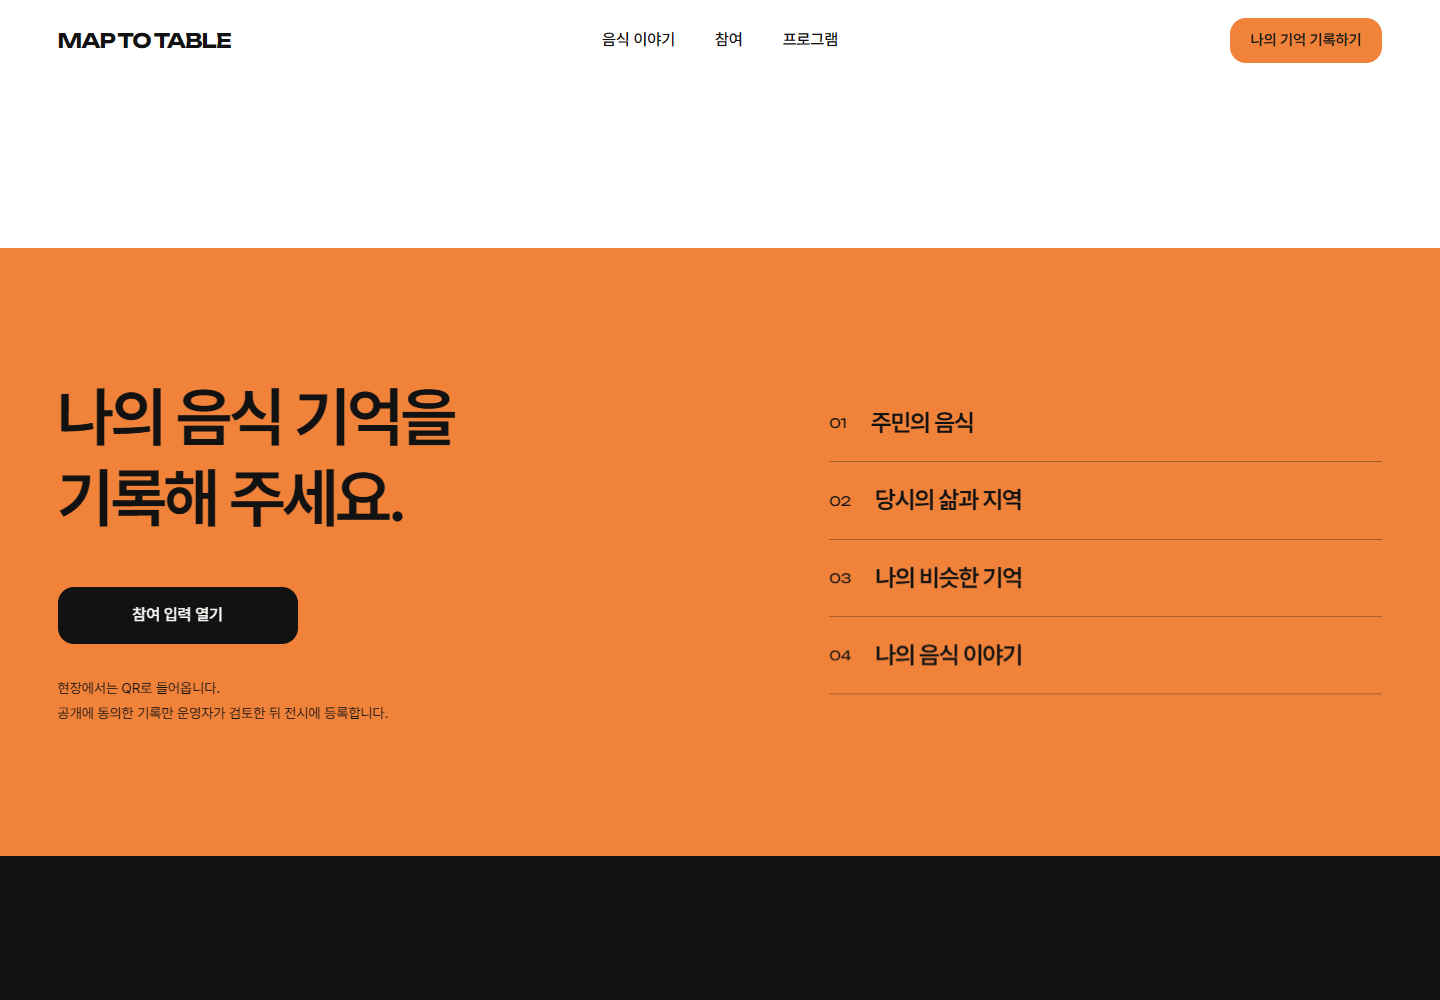 MAP TO TABLE
음식 이야기
참여
프로그램
나의 기억 기록하기
나의 음식 기억을
기록해 주세요.
참여 입력 열기
현장에서는 QR로 들어옵니다.
공개에 동의한 기록만 운영자가 검토한 뒤 전시에 등록합니다.
01 주민의 음식
02 당시의 삶과 지역
03 나의 비슷한 기억
04 나의 음식 이야기